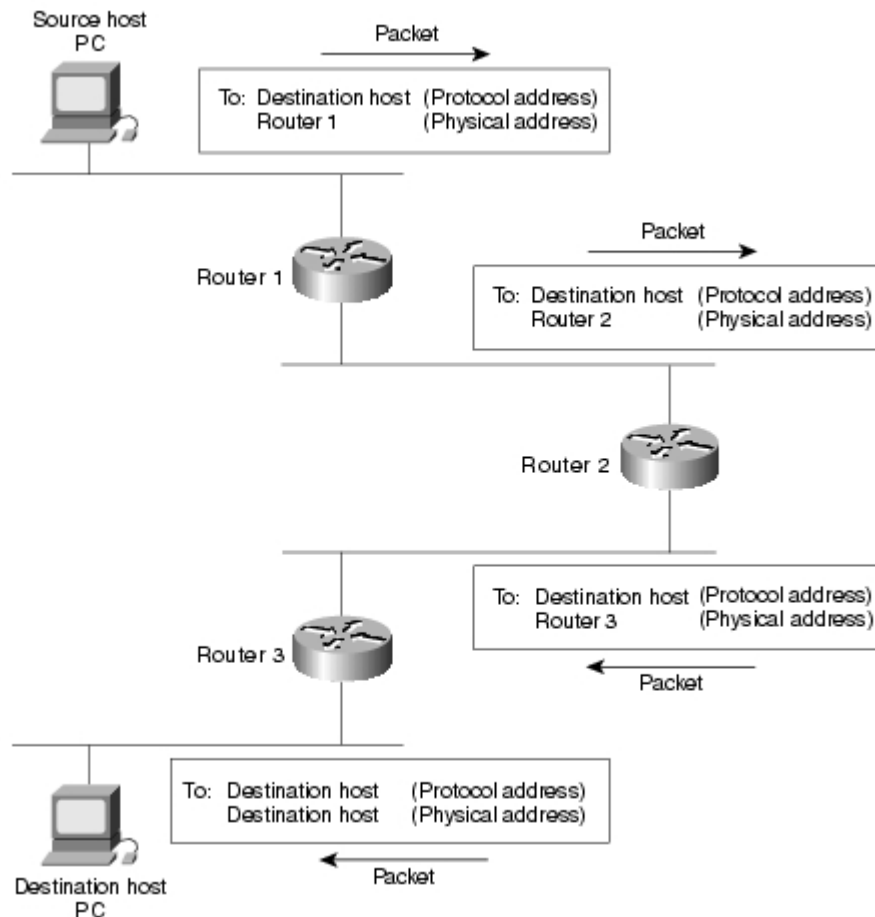 Source host
PC
Packet
To: Destination host (Protocol address)
Router 1 (Physical address)
Router 1
Packet
To: Destination host (Protocol address)
Router 2 (Physical address)
Router 2
To: Destination host (Protocol address)
Router 3 (Physical address)
Router 3
Packet
To: Destination host (Protocol address)
Destination host (Physical address)
Packet
Destination host
PC